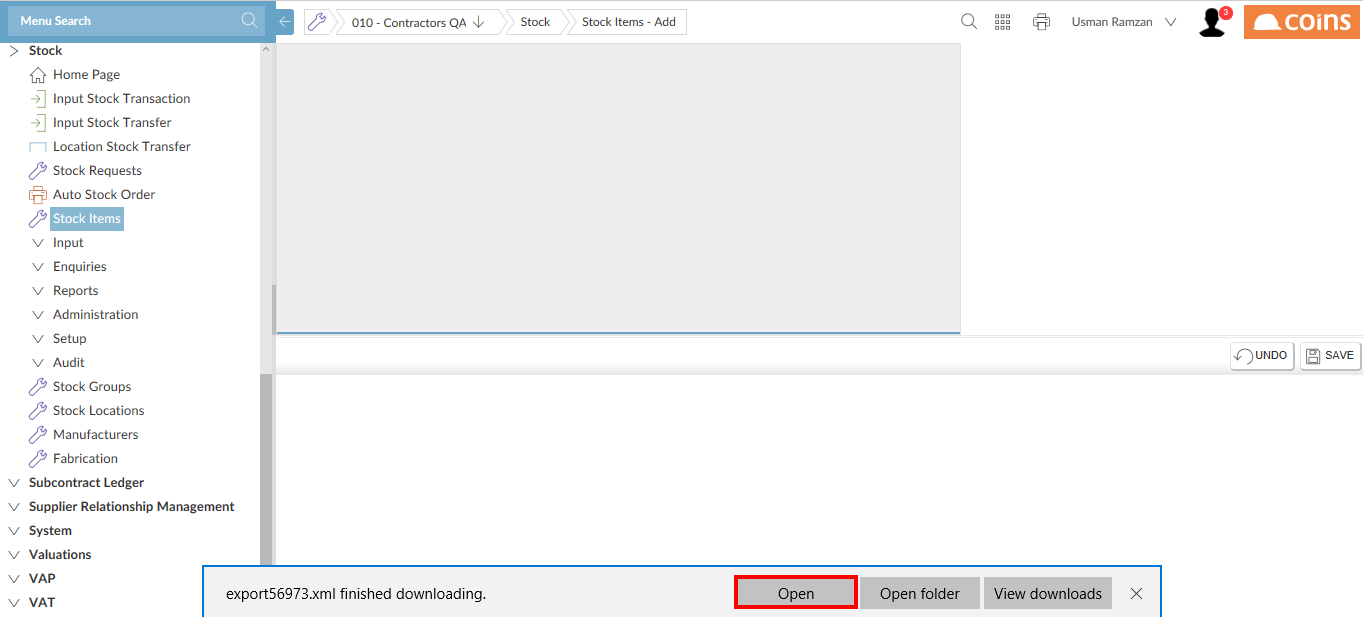 Menu Search
010 - Contractors QA
Stock
Stock Items - Add
Usman Ramzan
3
coins
Stock
Home Page
Input Stock Transaction
Input Stock Transfer
Location Stock Transfer
Stock Requests
Auto Stock Order
Stock Items
Input
Enquiries
Reports
Administration
Setup
Audit
Stock Groups
Stock Locations
Manufacturers
Fabrication
Subcontract Ledger
Supplier Relationship Management
System
Valuations
VAP
VAT
UNDO
SAVE
export56973.xml finished downloading.
Open
Open folder
View downloads